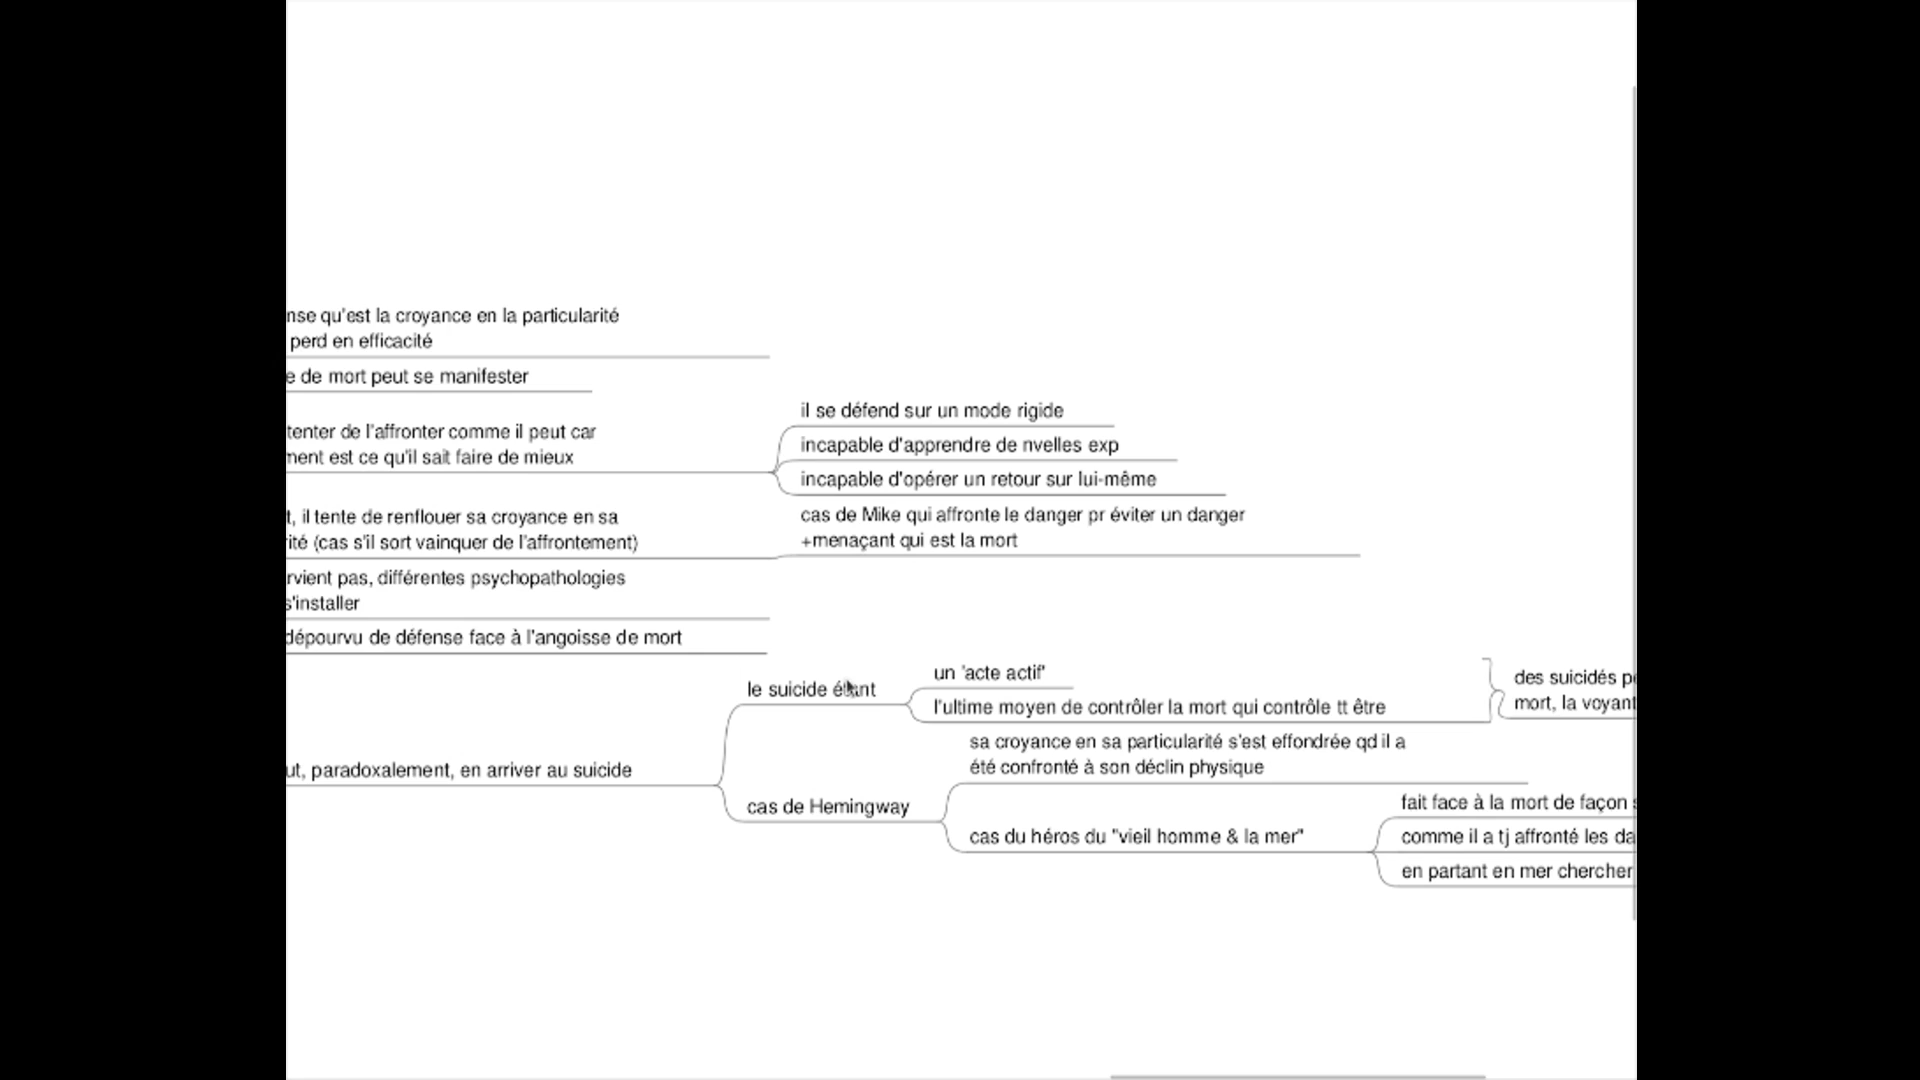 nse qu'est la croyance en la particularité
perd en efficacité
e de mort peut se manifester
tenter de l'affronter comme il peut car
ment est ce qu'il sait faire de mieux
il se défend sur un mode rigide
incapable d'apprendre de nvelles exp
incapable d'opérer un retour sur lui-même
t, il tente de renflouer sa croyance en sa
rité (cas s'il sort vainquer de l'affrontement)
cas de Mike qui affronte le danger pr éviter un danger
+menaçant qui est la mort
rvient pas, différentes psychopathologies
s'installer
dépourvu de défense face à l'angoisse de mort
ut, paradoxalement, en arriver au suicide
le suicide étant
un 'acte actif'
l'ultime moyen de contrôler la mort qui contrôle tt être
des suicidés p
mort, la voyant
cas de Hemingway
sa croyance en sa particularité s'est effondrée qd il a
été confronté à son déclin physique
cas du héros du "vieil homme & la mer"
fait face à la mort de façon s
comme il a tj affronté les da
en partant en mer chercher